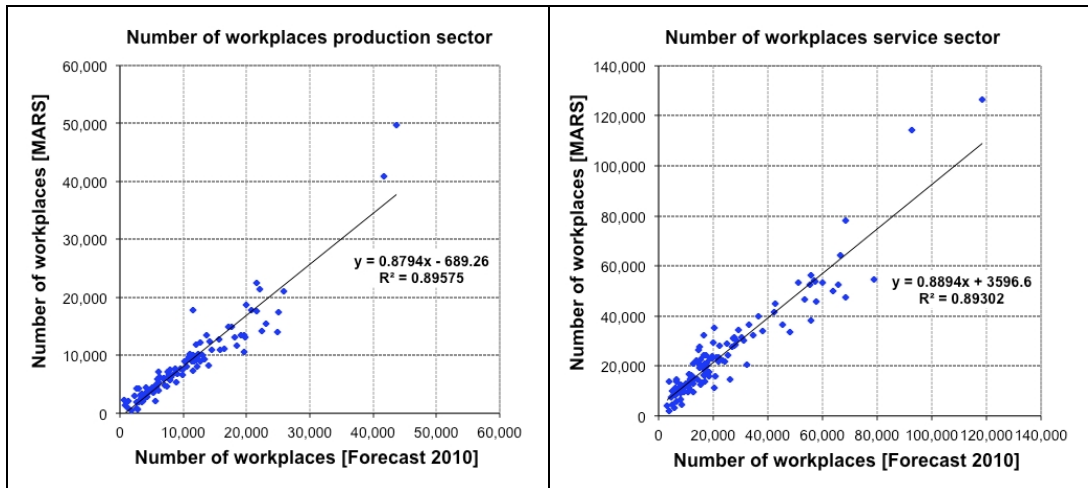 Number of workplaces production sector
60,000
50,000
40,000
30,000
20,000
10,000
0
Number of workplaces [MARS]
y = 0.8794x - 689.26
R² = 0.89575
0 10,000 20,000 30,000 40,000 50,000 60,000
Number of workplaces [Forecast 2010]
Number of workplaces service sector
140,000
120,000
100,000
80,000
60,000
40,000
20,000
0
Number of workplaces [MARS]
y = 0.8894x + 3596.6
R² = 0.89302
0 20,000 40,000 60,000 80,000 100,000 120,000 140,000
Number of workplaces [Forecast 2010]